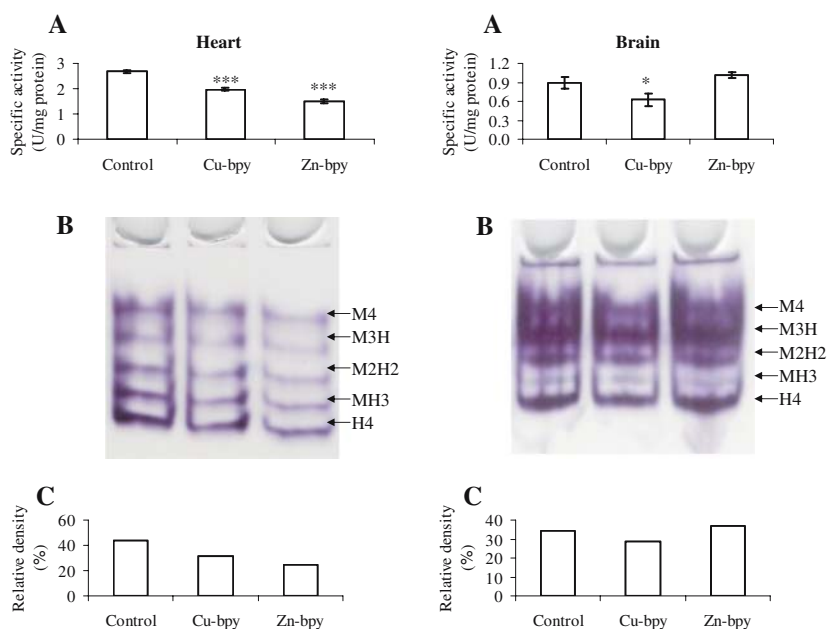 A
Heart
Specific activity
(U/mg protein)
3
2
1
0
***
***
Control
Cu-bpy
Zn-bpy
B
M4
M3H
M2H2
MH3
H4
C
Relative density
(%)
60
40
20
0
Control
Cu-bpy
Zn-bpy
A
Brain
Specific activity
(U/mg protein)
1.2
0.9
0.6
0.3
0.0
*
Control
Cu-bpy
Zn-bpy
B
M4
M3H
M2H2
MH3
H4
C
Relative density
(%)
40
30
20
10
0
Control
Cu-bpy
Zn-bpy